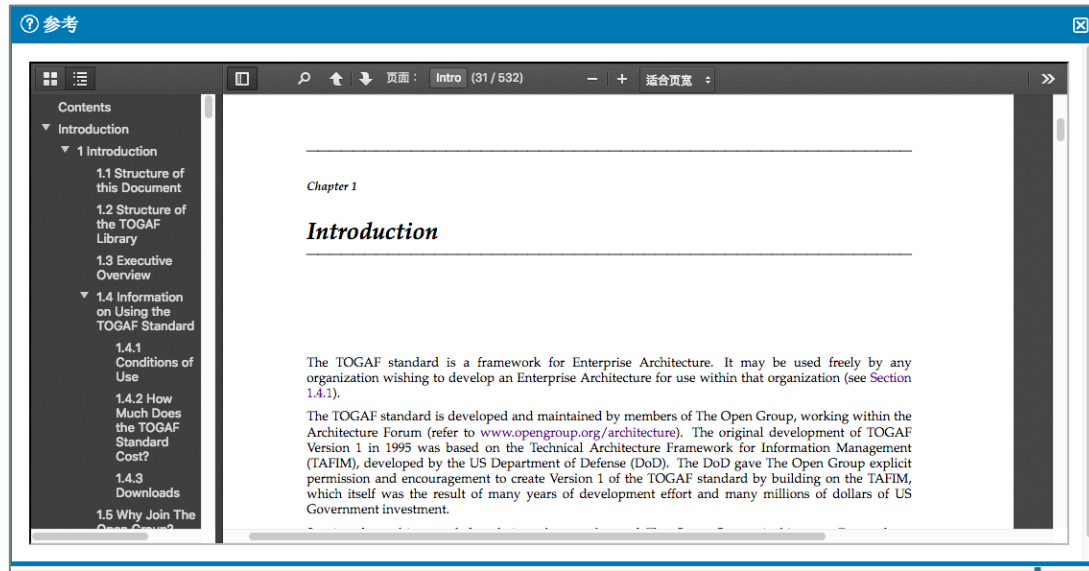 参考
页面： Intro (31 / 532)
适合页宽
Contents
Introduction
1 Introduction
1.1 Structure of
this Document
1.2 Structure of
the TOGAF
Library
1.3 Executive
Overview
1.4 Information
on Using the
TOGAF Standard
1.4.1
Conditions of
Use
1.4.2 How
Much Does
the TOGAF
Standard
Cost?
1.4.3
Downloads
1.5 Why Join The
Open Group?
Chapter 1
Introduction
The TOGAF standard is a framework for Enterprise Architecture. It may be used freely by any
organization wishing to develop an Enterprise Architecture for use within that organization (see Section
1.4.1).
The TOGAF standard is developed and maintained by members of The Open Group, working within the
Architecture Forum (refer to www.opengroup.org/architecture). The original development of TOGAF
Version 1 in 1995 was based on the Technical Architecture Framework for Information Management
(TAFIM), developed by the US Department of Defense (DoD). The DoD gave The Open Group explicit
permission and encouragement to create Version 1 of the TOGAF standard by building on the TAFIM,
which itself was the result of many years of development effort and many millions of dollars of US
Government investment.